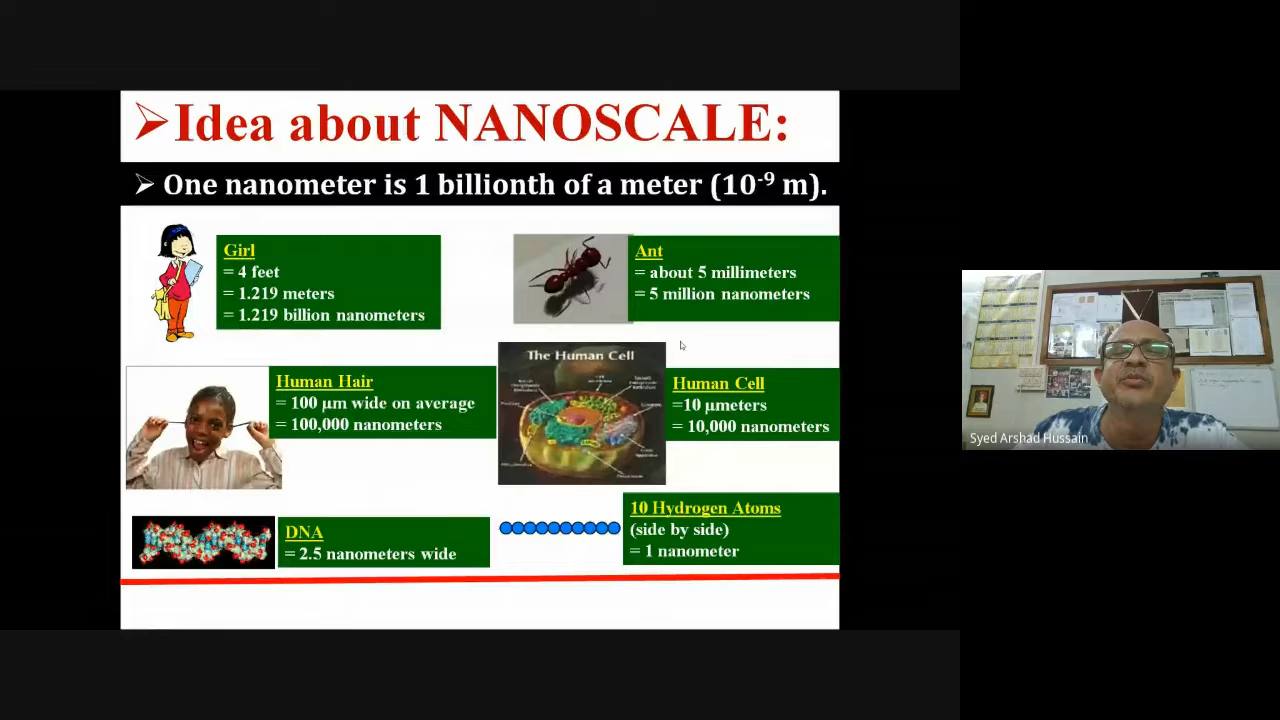 ➢Idea about NANOSCALE:
➢ One nanometer is 1 billionth of a meter (10⁻⁹ m).
Girl
= 4 feet
= 1.219 meters
= 1.219 billion nanometers
Ant
= about 5 millimeters
= 5 million nanometers
Human Hair
= 100 μm wide on average
= 100,000 nanometers
The Human Cell
Human Cell
=10 μmeters
= 10,000 nanometers
DNA
= 2.5 nanometers wide
10 Hydrogen Atoms
(side by side)
= 1 nanometer
Syed Arshad Hussain